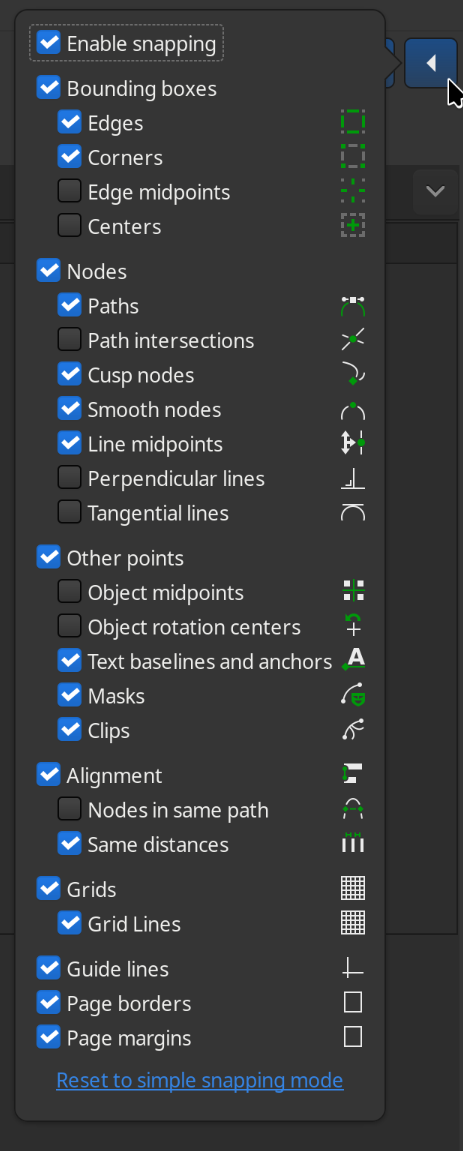 Enable snapping
Bounding boxes
Edges
Corners
Edge midpoints
Centers
Nodes
Paths
Path intersections
Cusp nodes
Smooth nodes
Line midpoints
Perpendicular lines
Tangential lines
Other points
Object midpoints
Object rotation centers
Text baselines and anchors
Masks
Clips
Alignment
Nodes in same path
Same distances
Grids
Grid Lines
Guide lines
Page borders
Page margins
Reset to simple snapping mode